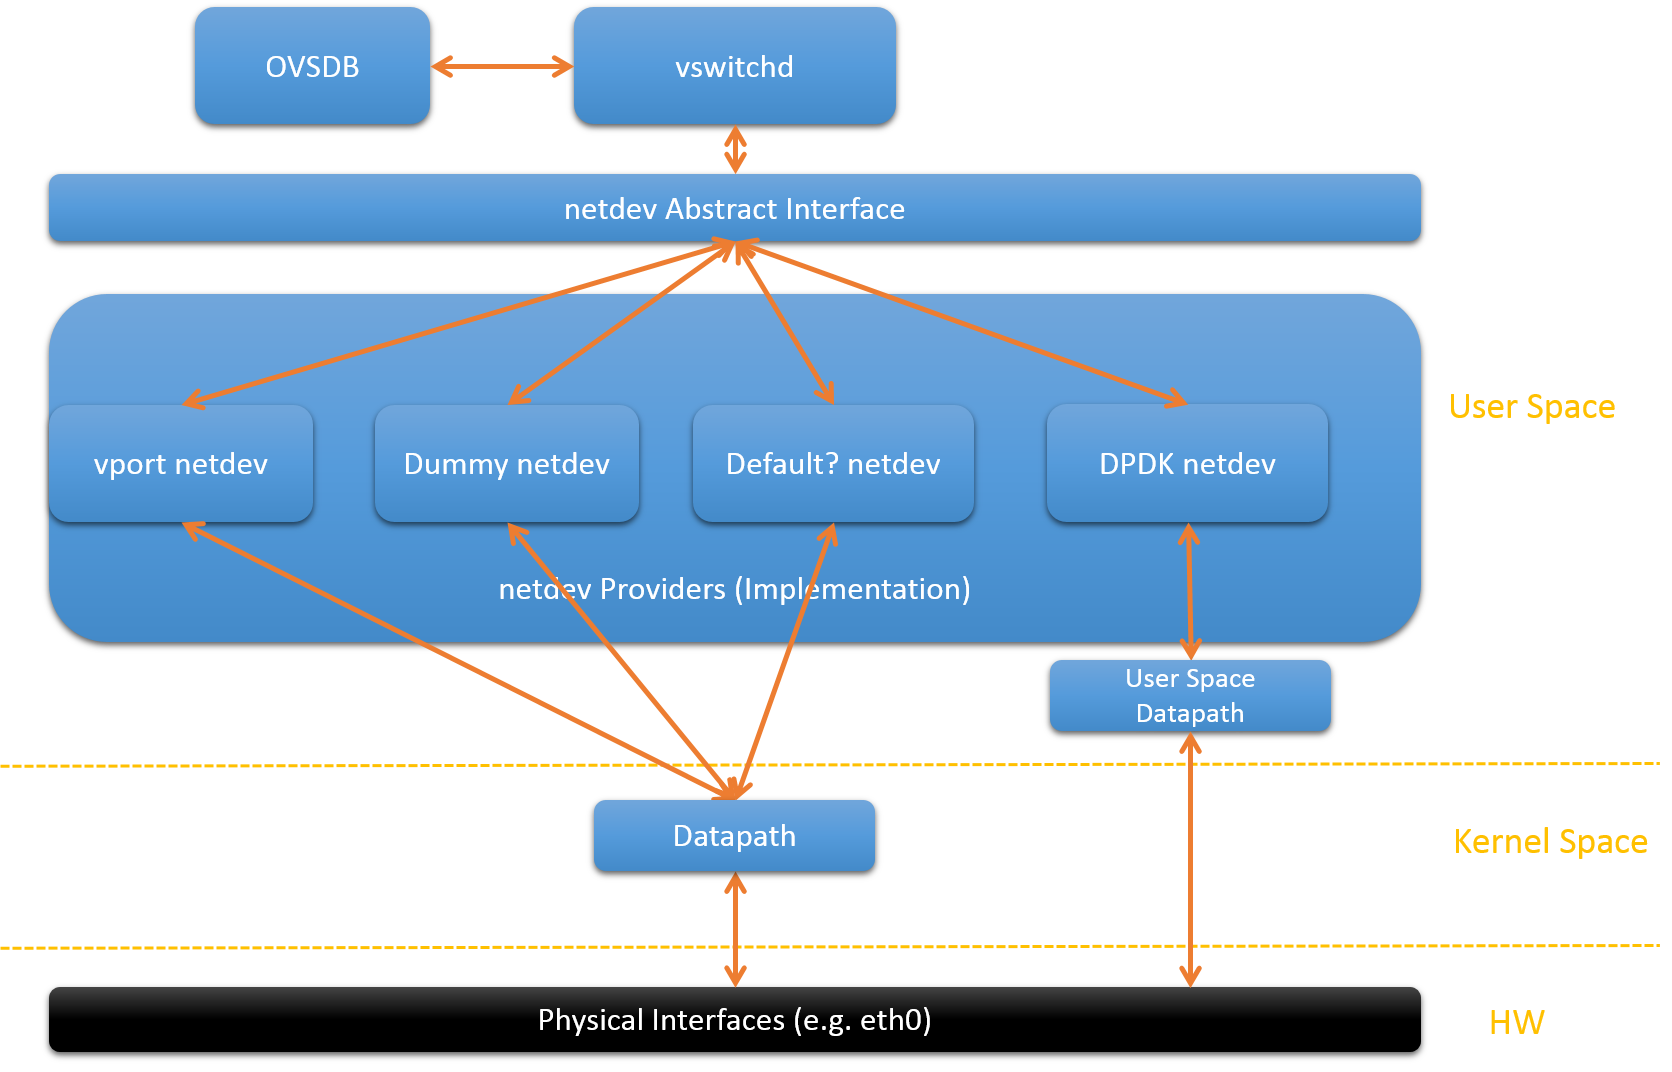 OVSDB
vswitchd
netdev Abstract Interface
User Space
vport netdev
Dummy netdev
Default? netdev
DPDK netdev
netdev Providers (Implementation)
User Space
Datapath
Datapath
Kernel Space
Physical Interfaces (e.g. eth0)
HW